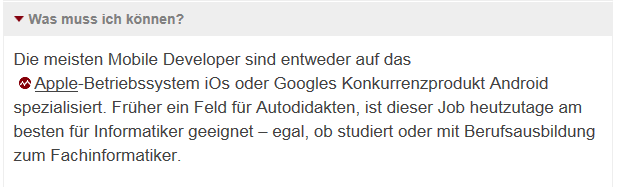 Was muss ich können?
Die meisten Mobile Developer sind entweder auf das
Apple-Betriebssystem iOs oder Googles Konkurrenzprodukt Android
spezialisiert. Früher ein Feld für Autodidakten, ist dieser Job heutzutage am
besten für Informatiker geeignet – egal, ob studiert oder mit Berufsausbildung
zum Fachinformatiker.